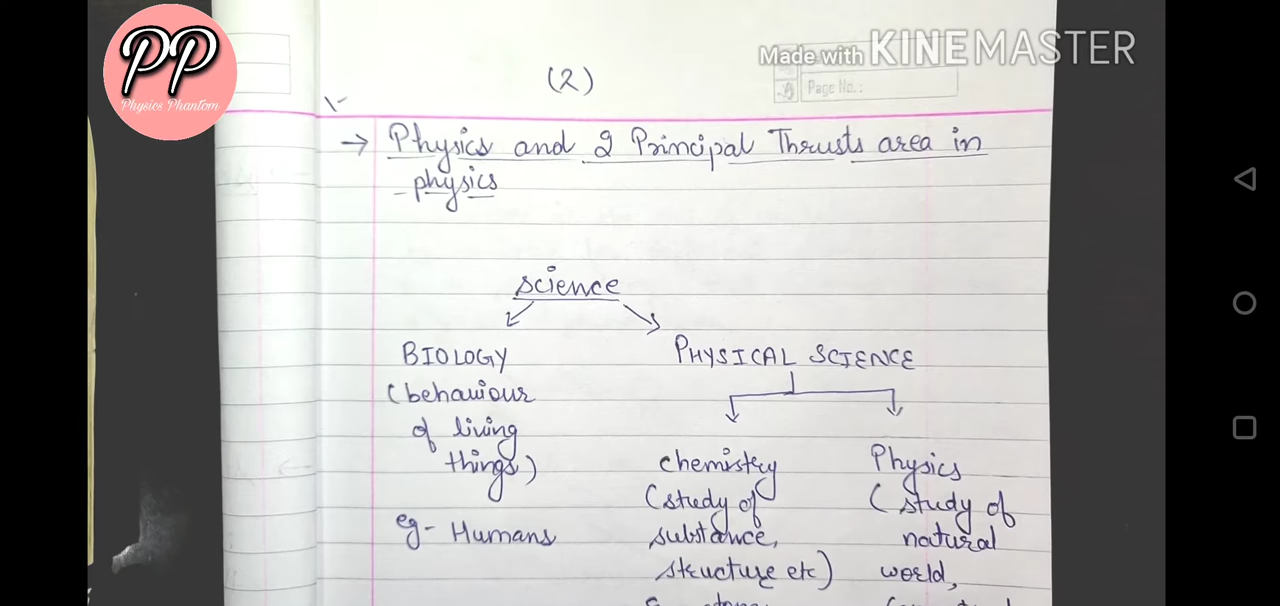 PP
Physics Phantom
Made with KINEMASTER
(2)
Page No.:
→ Physics and 2 Principal Thrusts area in
physics
science
BIOLOGY
(behaviour
of living
things)
eg- Humans
PHYSICAL SCIENCE
chemistry
(study of
substance,
structure etc)
Physics
(study of
natural
world,